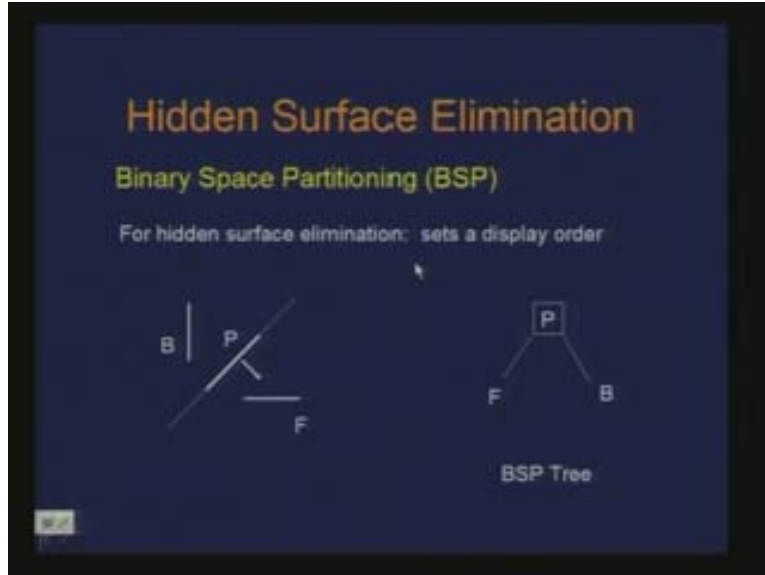 Hidden Surface Elimination
Binary Space Partitioning (BSP)
For hidden surface elimination: sets a display order
B
P
F
P
F
B
BSP Tree